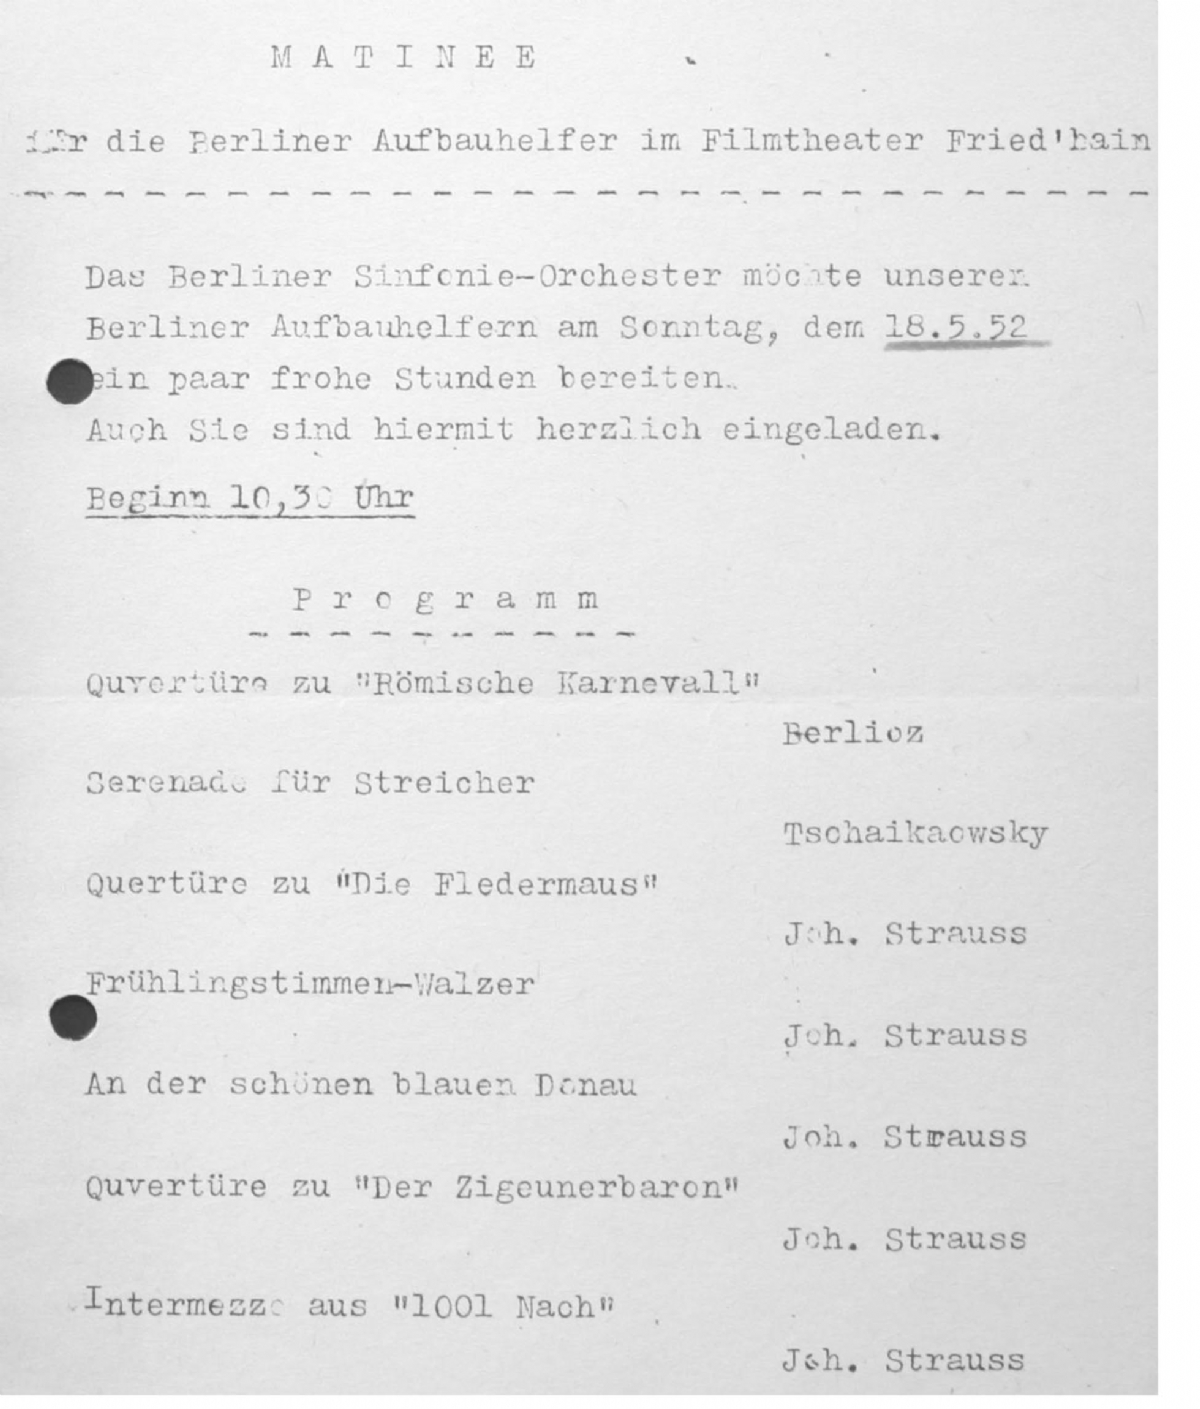 M A T I N E E
für die Berliner Aufbauhelfer im Filmtheater Fried'hain
Das Berliner Sinfonie-Orchester möchte unseren
Berliner Aufbauhelfern am Sonntag, dem 18.5.52
ein paar frohe Stunden bereiten.
Auch Sie sind hiermit herzlich eingeladen.
Beginn 10,30 Uhr
P r o g r a m m
Quvertüre zu "Römische Karnevall"
Berlioz
Serenade für Streicher
Tschaikaowsky
Quertüre zu "Die Fledermaus"
Joh. Strauss
Frühlingstimmen-Walzer
Joh. Strauss
An der schönen blauen Donau
Joh. Strauss
Quvertüre zu "Der Zigeunerbaron"
Joh. Strauss
Intermezzo aus "1001 Nach"
Joh. Strauss